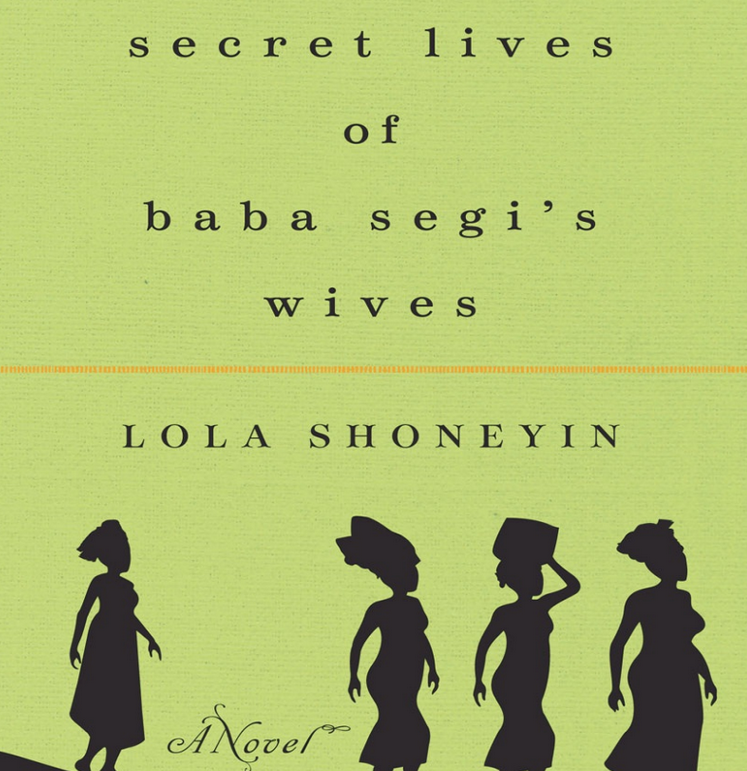 secret lives
of
baba segi’s
wives
LOLA SHONEYIN
A Novel